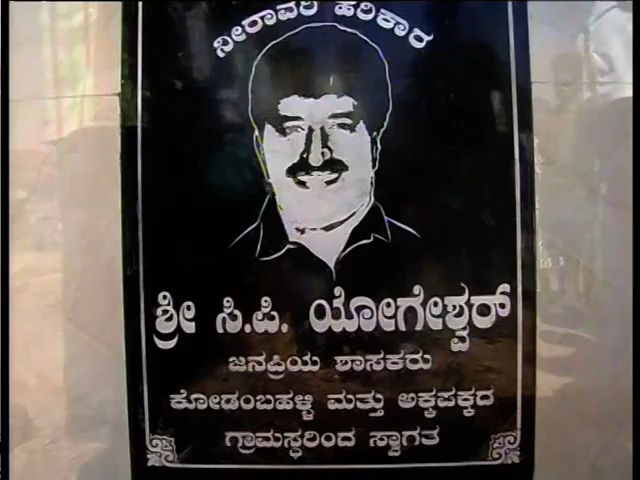 ನೀರಾವರಿ ಹರಿಕಾರ
ಶ್ರೀ ಸಿ.ಪಿ. ಯೋಗೇಶ್ವರ್
ಜನಪ್ರಿಯ ಶಾಸಕರು
ಕೋಡಂಬಹಳ್ಳಿ ಮತ್ತು ಅಕ್ಕಪಕ್ಕದ
ಗ್ರಾಮಸ್ಥರಿಂದ ಸ್ವಾಗತ